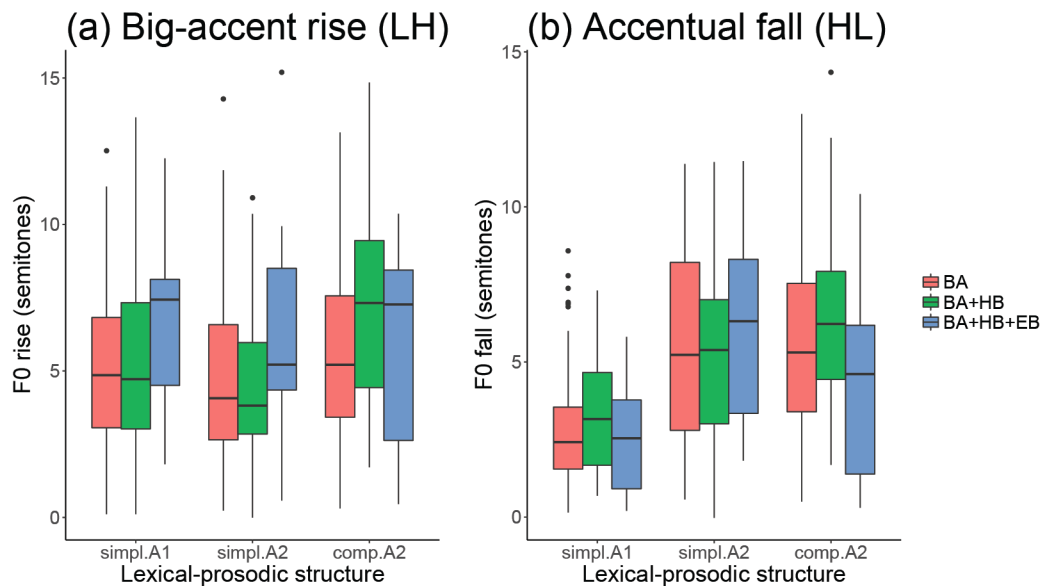 (a) Big-accent rise (LH)
15
10
5
0
F0 rise (semitones)
simpl.A1 simpl.A2 comp.A2
Lexical-prosodic structure
(b) Accentual fall (HL)
15
10
5
0
F0 fall (semitones)
simpl.A1 simpl.A2 comp.A2
Lexical-prosodic structure
BA
BA+HB
BA+HB+EB